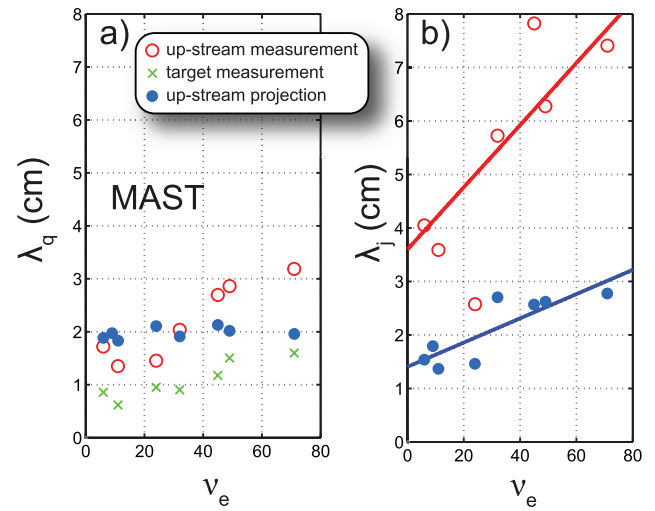 a)
up-stream measurement
target measurement
up-stream projection
MAST
λq (cm)
8
7
6
5
4
3
2
1
0
0 20 40 60 80
νe
b)
λj (cm)
8
7
6
5
4
3
2
1
0
0 20 40 60 80
νe